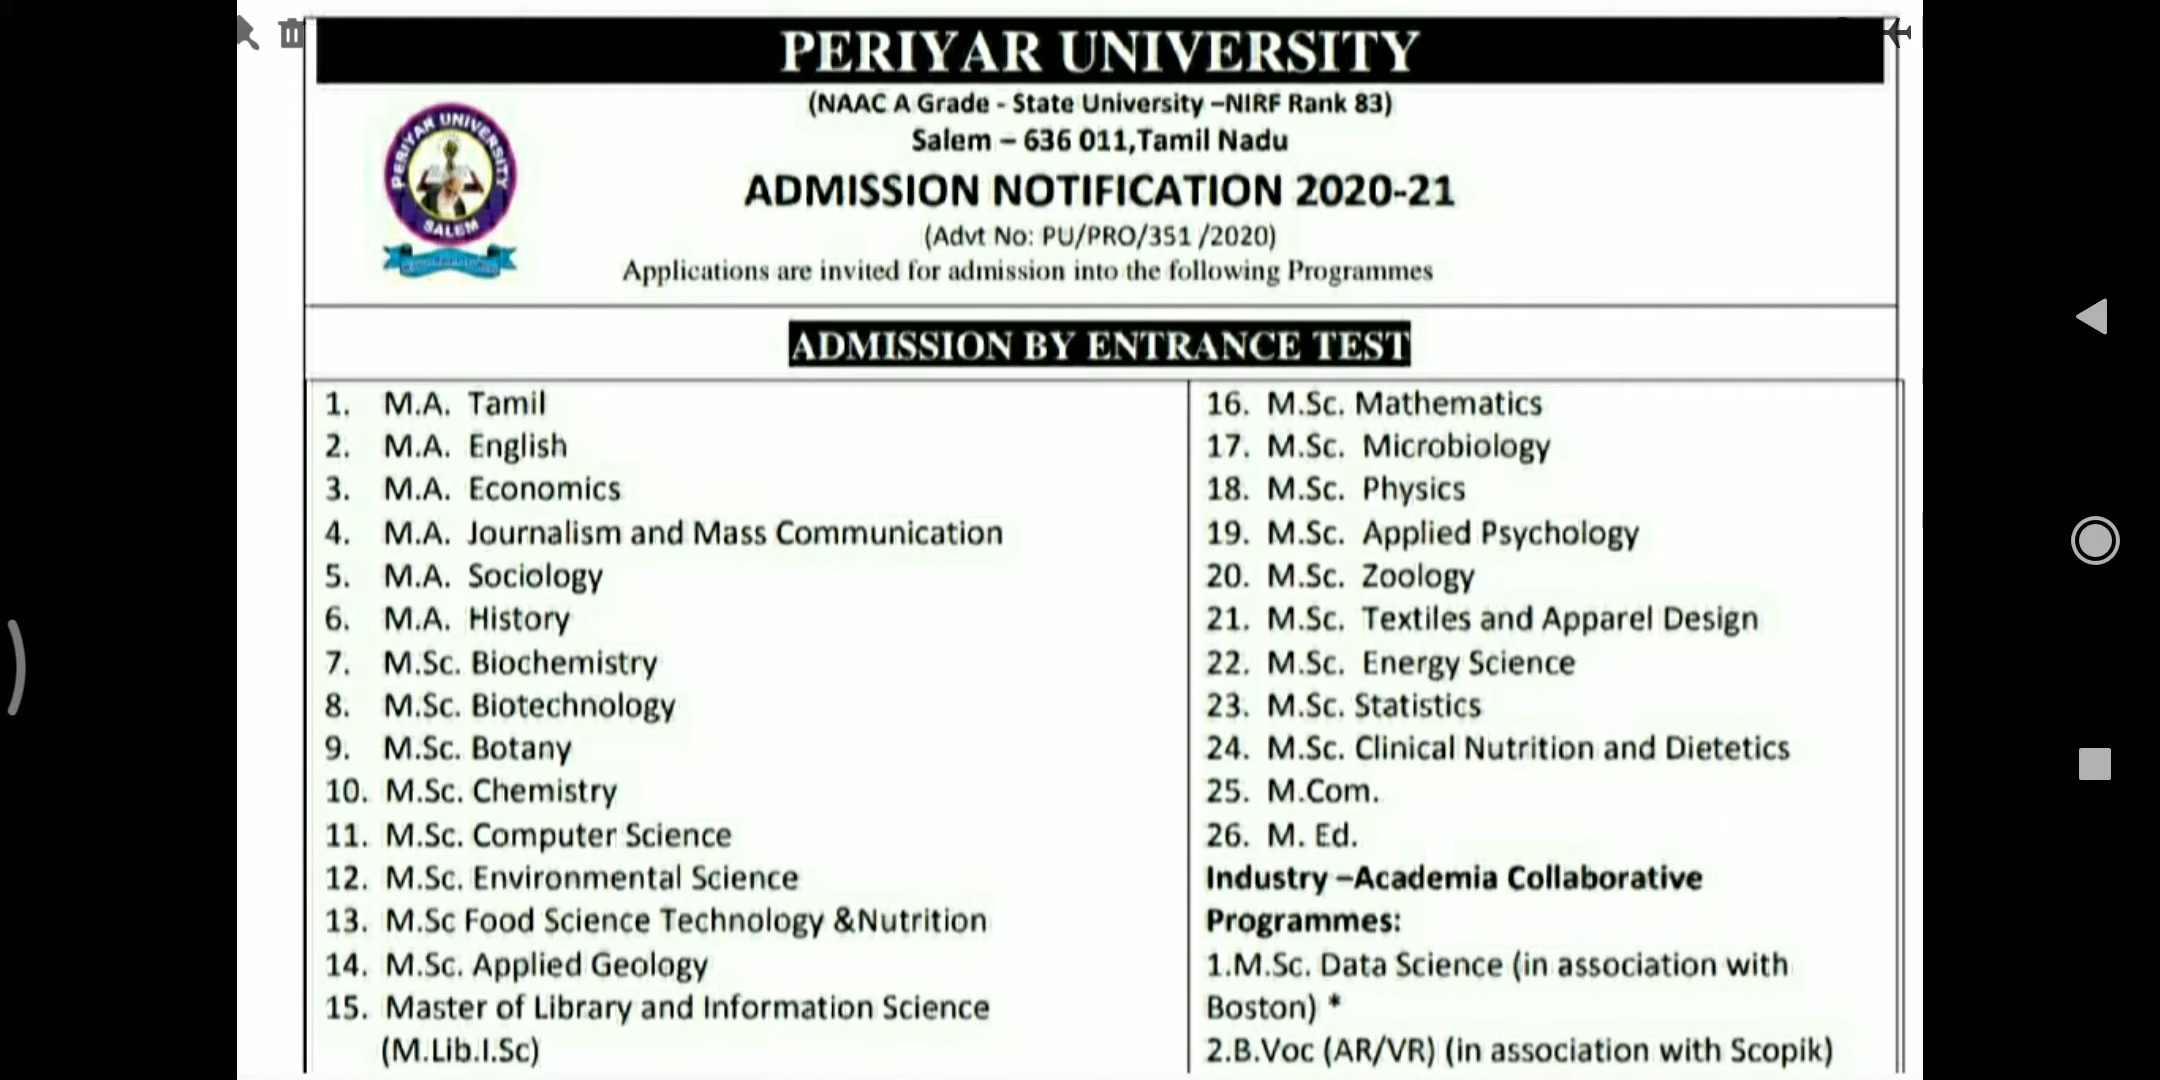 PERIYAR UNIVERSITY
(NAAC A Grade - State University –NIRF Rank 83)
Salem – 636 011,Tamil Nadu
ADMISSION NOTIFICATION 2020-21
(Advt No: PU/PRO/351 /2020)
Applications are invited for admission into the following Programmes
PERIYAR UNIVERSITY
SALEM
ADMISSION BY ENTRANCE TEST
1. M.A. Tamil
2. M.A. English
3. M.A. Economics
4. M.A. Journalism and Mass Communication
5. M.A. Sociology
6. M.A. History
7. M.Sc. Biochemistry
8. M.Sc. Biotechnology
9. M.Sc. Botany
10. M.Sc. Chemistry
11. M.Sc. Computer Science
12. M.Sc. Environmental Science
13. M.Sc Food Science Technology &Nutrition
14. M.Sc. Applied Geology
15. Master of Library and Information Science
(M.Lib.I.Sc)
16. M.Sc. Mathematics
17. M.Sc. Microbiology
18. M.Sc. Physics
19. M.Sc. Applied Psychology
20. M.Sc. Zoology
21. M.Sc. Textiles and Apparel Design
22. M.Sc. Energy Science
23. M.Sc. Statistics
24. M.Sc. Clinical Nutrition and Dietetics
25. M.Com.
26. M. Ed.
Industry –Academia Collaborative
Programmes:
1.M.Sc. Data Science (in association with
Boston) *
2.B.Voc (AR/VR) (in association with Scopik)